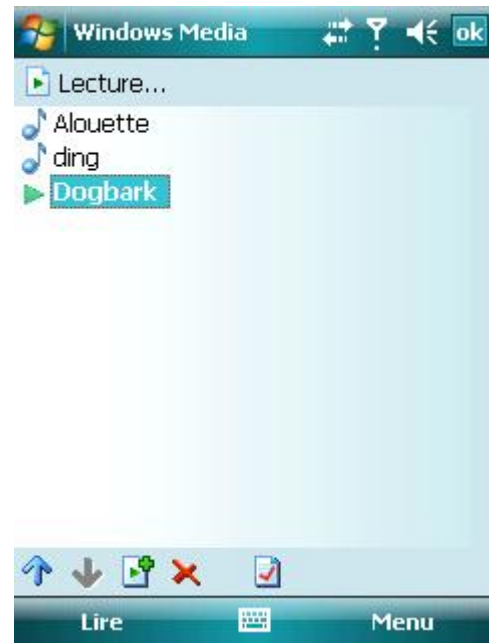 Windows Media ok
Lecture...
Alouette
ding
Dogbark
Lire Menu